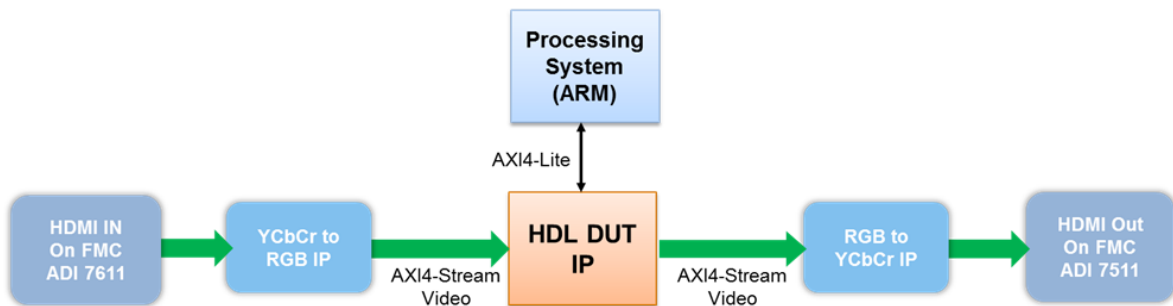 Processing
System
(ARM)
AXI4-Lite
HDMI IN
On FMC
ADI 7611
YCbCr to
RGB IP
AXI4-Stream
Video
HDL DUT
IP
AXI4-Stream
Video
RGB to
YCbCr IP
HDMI Out
On FMC
ADI 7511